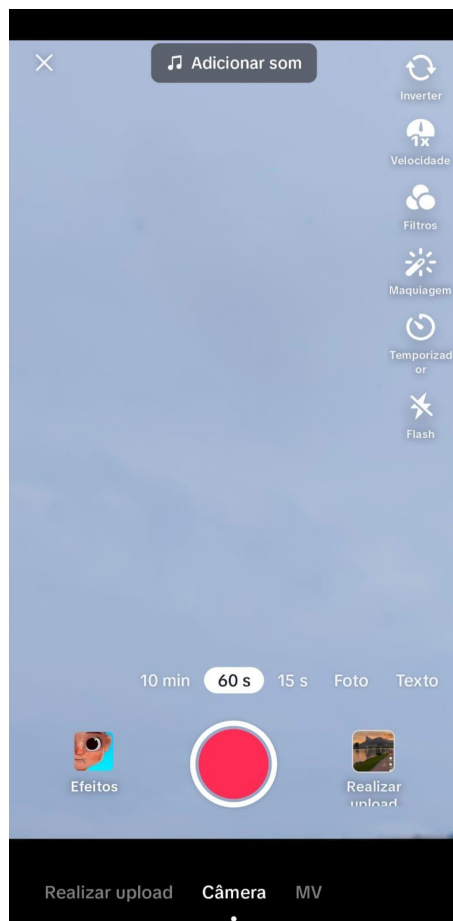 Adicionar som
Inverter
1x
Velocidade
Filtros
Maquiagem
Temporizad
or
Flash
10 min 60 s 15 s Foto Texto
Efeitos
Realizar
upload
Realizar upload Câmera MV